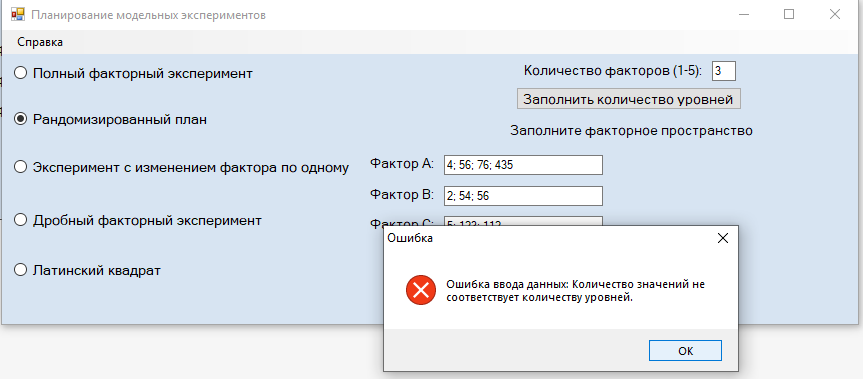 Планирование модельных экспериментов
Справка
Полный факторный эксперимент
Количество факторов (1-5): 3
Заполнить количество уровней
Рандомизированный план
Заполните факторное пространство
Эксперимент с изменением фактора по одному
Фактор A: 4; 56; 76; 435
Фактор B: 2; 54; 56
Дробный факторный эксперимент
Фактор C: 5; 122; 112
Латинский квадрат
Ошибка
Ошибка ввода данных: Количество значений не
соответствует количеству уровней.
OK